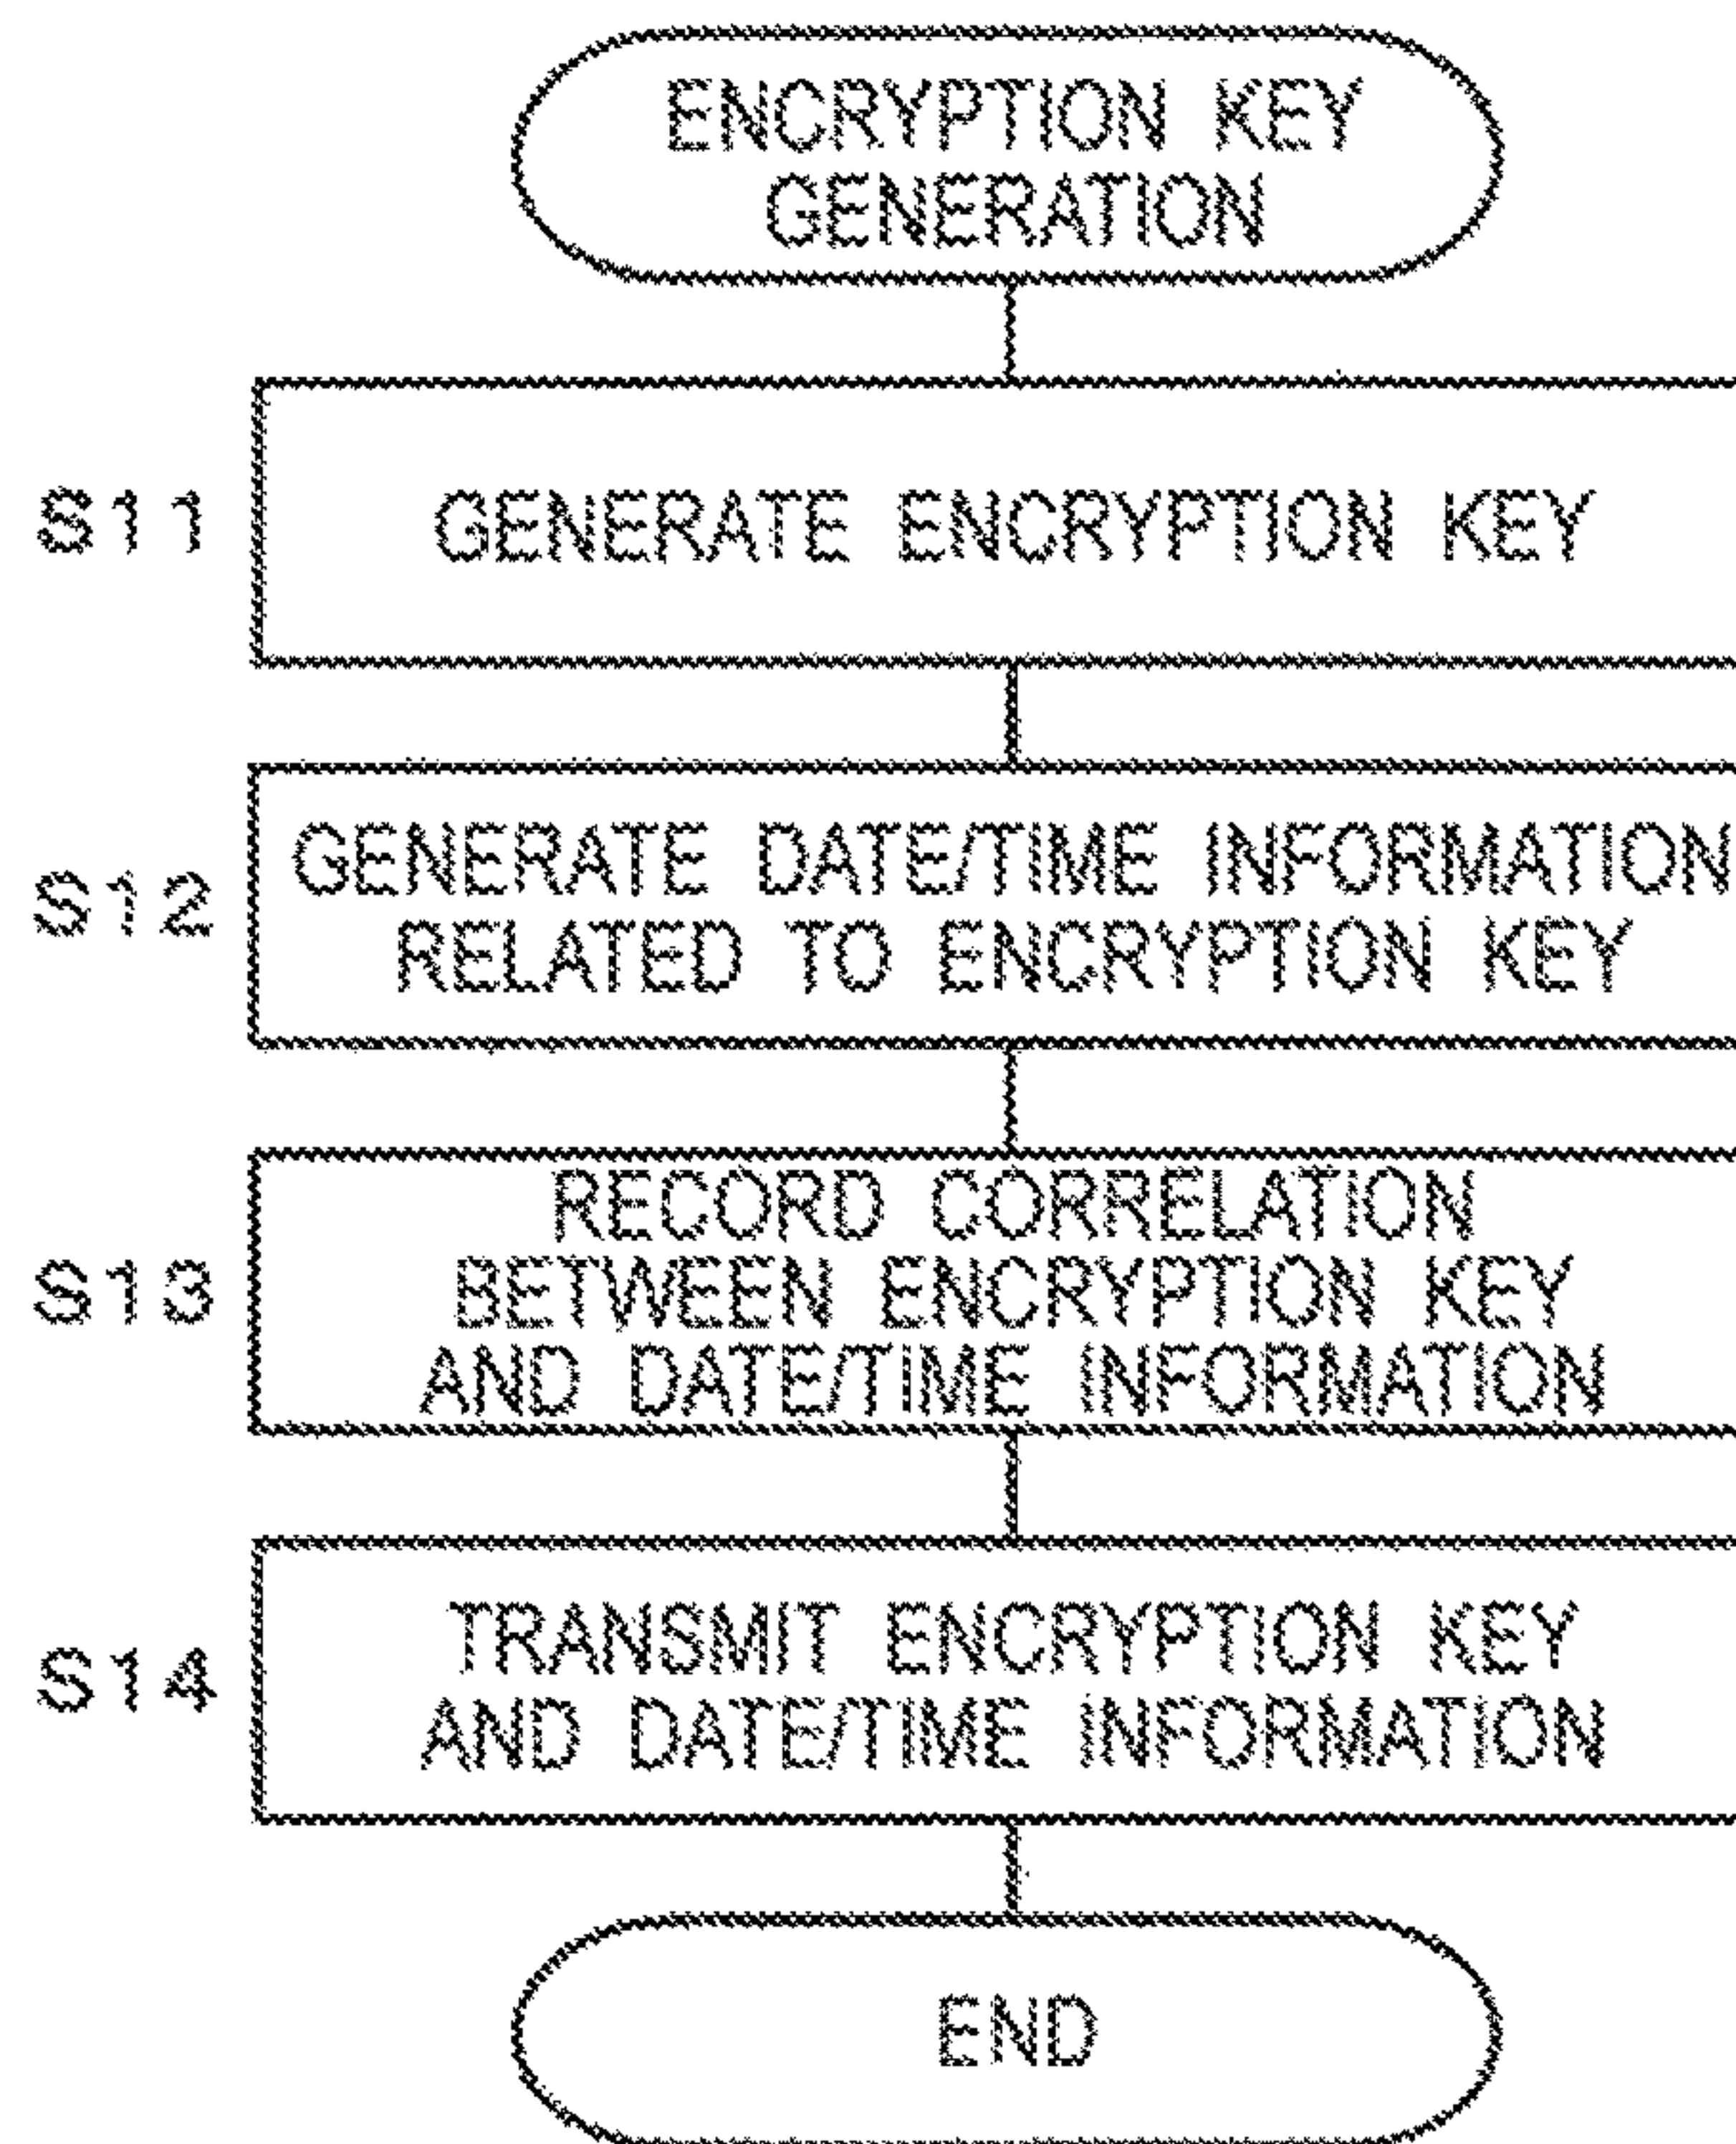 ENCRYPTION KEY
GENERATION
S11
GENERATE ENCRYPTION KEY
S12
GENERATE DATE/TIME INFORMATION
RELATED TO ENCRYPTION KEY
S13
RECORD CORRELATION
BETWEEN ENCRYPTION KEY
AND DATE/TIME INFORMATION
S14
TRANSMIT ENCRYPTION KEY
AND DATE/TIME INFORMATION
END